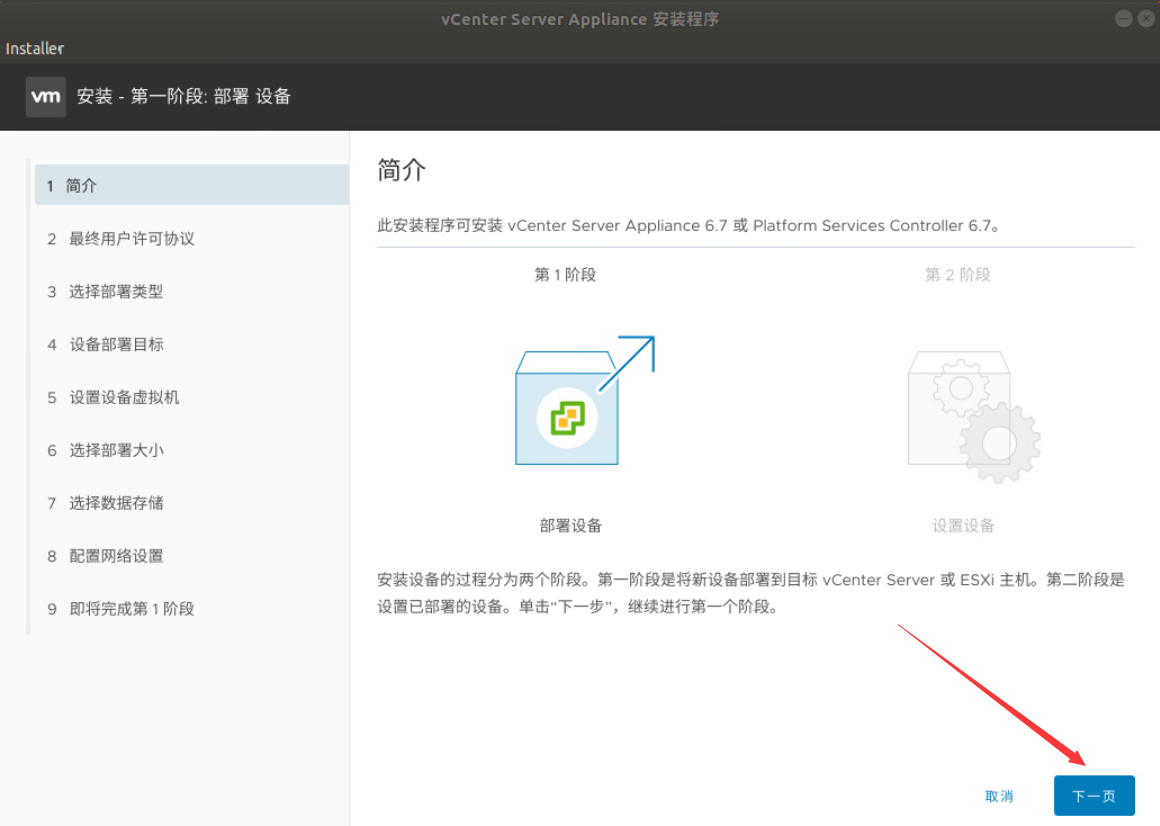 vCenter Server Appliance 安装程序
Installer
vm 安装 - 第一阶段: 部署 设备
1 简介
2 最终用户许可协议
3 选择部署类型
4 设备部署目标
5 设置设备虚拟机
6 选择部署大小
7 选择数据存储
8 配置网络设置
9 即将完成第 1 阶段
简介
此安装程序可安装 vCenter Server Appliance 6.7 或 Platform Services Controller 6.7。
第 1 阶段
第 2 阶段
部署设备
设置设备
安装设备的过程分为两个阶段。第一阶段是将新设备部署到目标 vCenter Server 或 ESXi 主机。第二阶段是
设置已部署的设备。单击“下一步”，继续进行第一个阶段。
取消
下一页